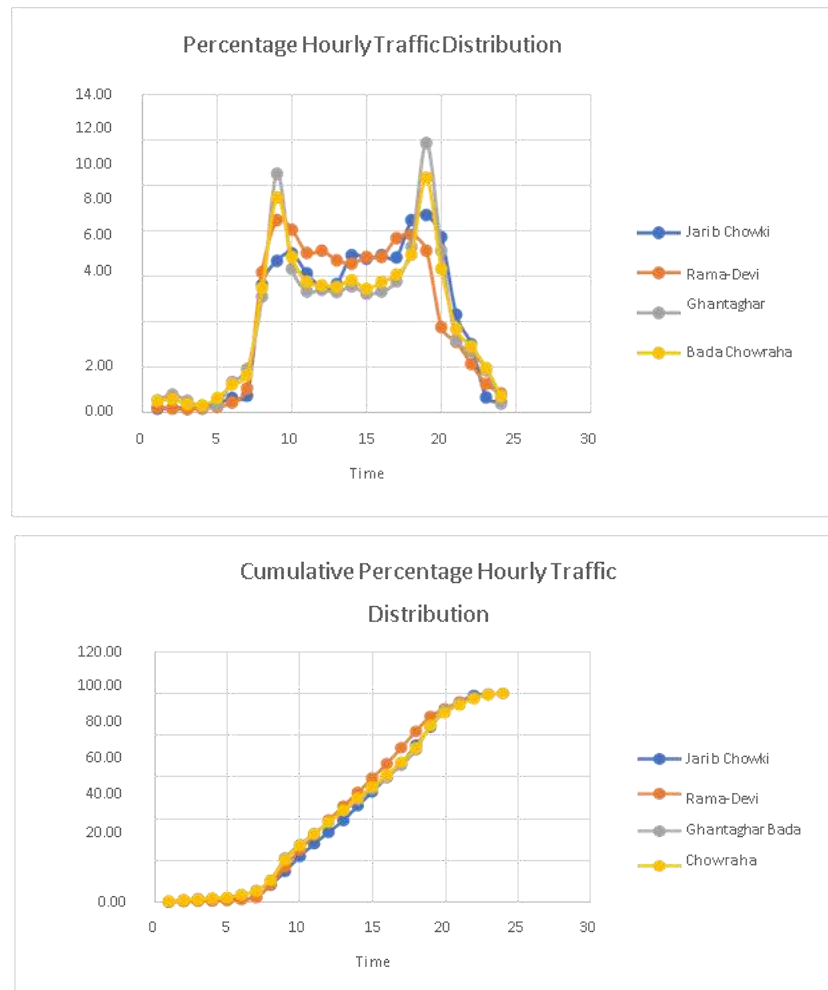 Percentage Hourly Traffic Distribution
14.00
12.00
10.00
8.00
6.00
4.00
2.00
0.00
0 5 10 15 20 25 30
Time
Jarib Chowki
Rama-Devi
Ghantaghar
Bada Chowraha
Cumulative Percentage Hourly Traffic
Distribution
120.00
100.00
80.00
60.00
40.00
20.00
0.00
0 5 10 15 20 25 30
Time
Jarib Chowki
Rama-Devi
Ghantaghar Bada
Chowraha